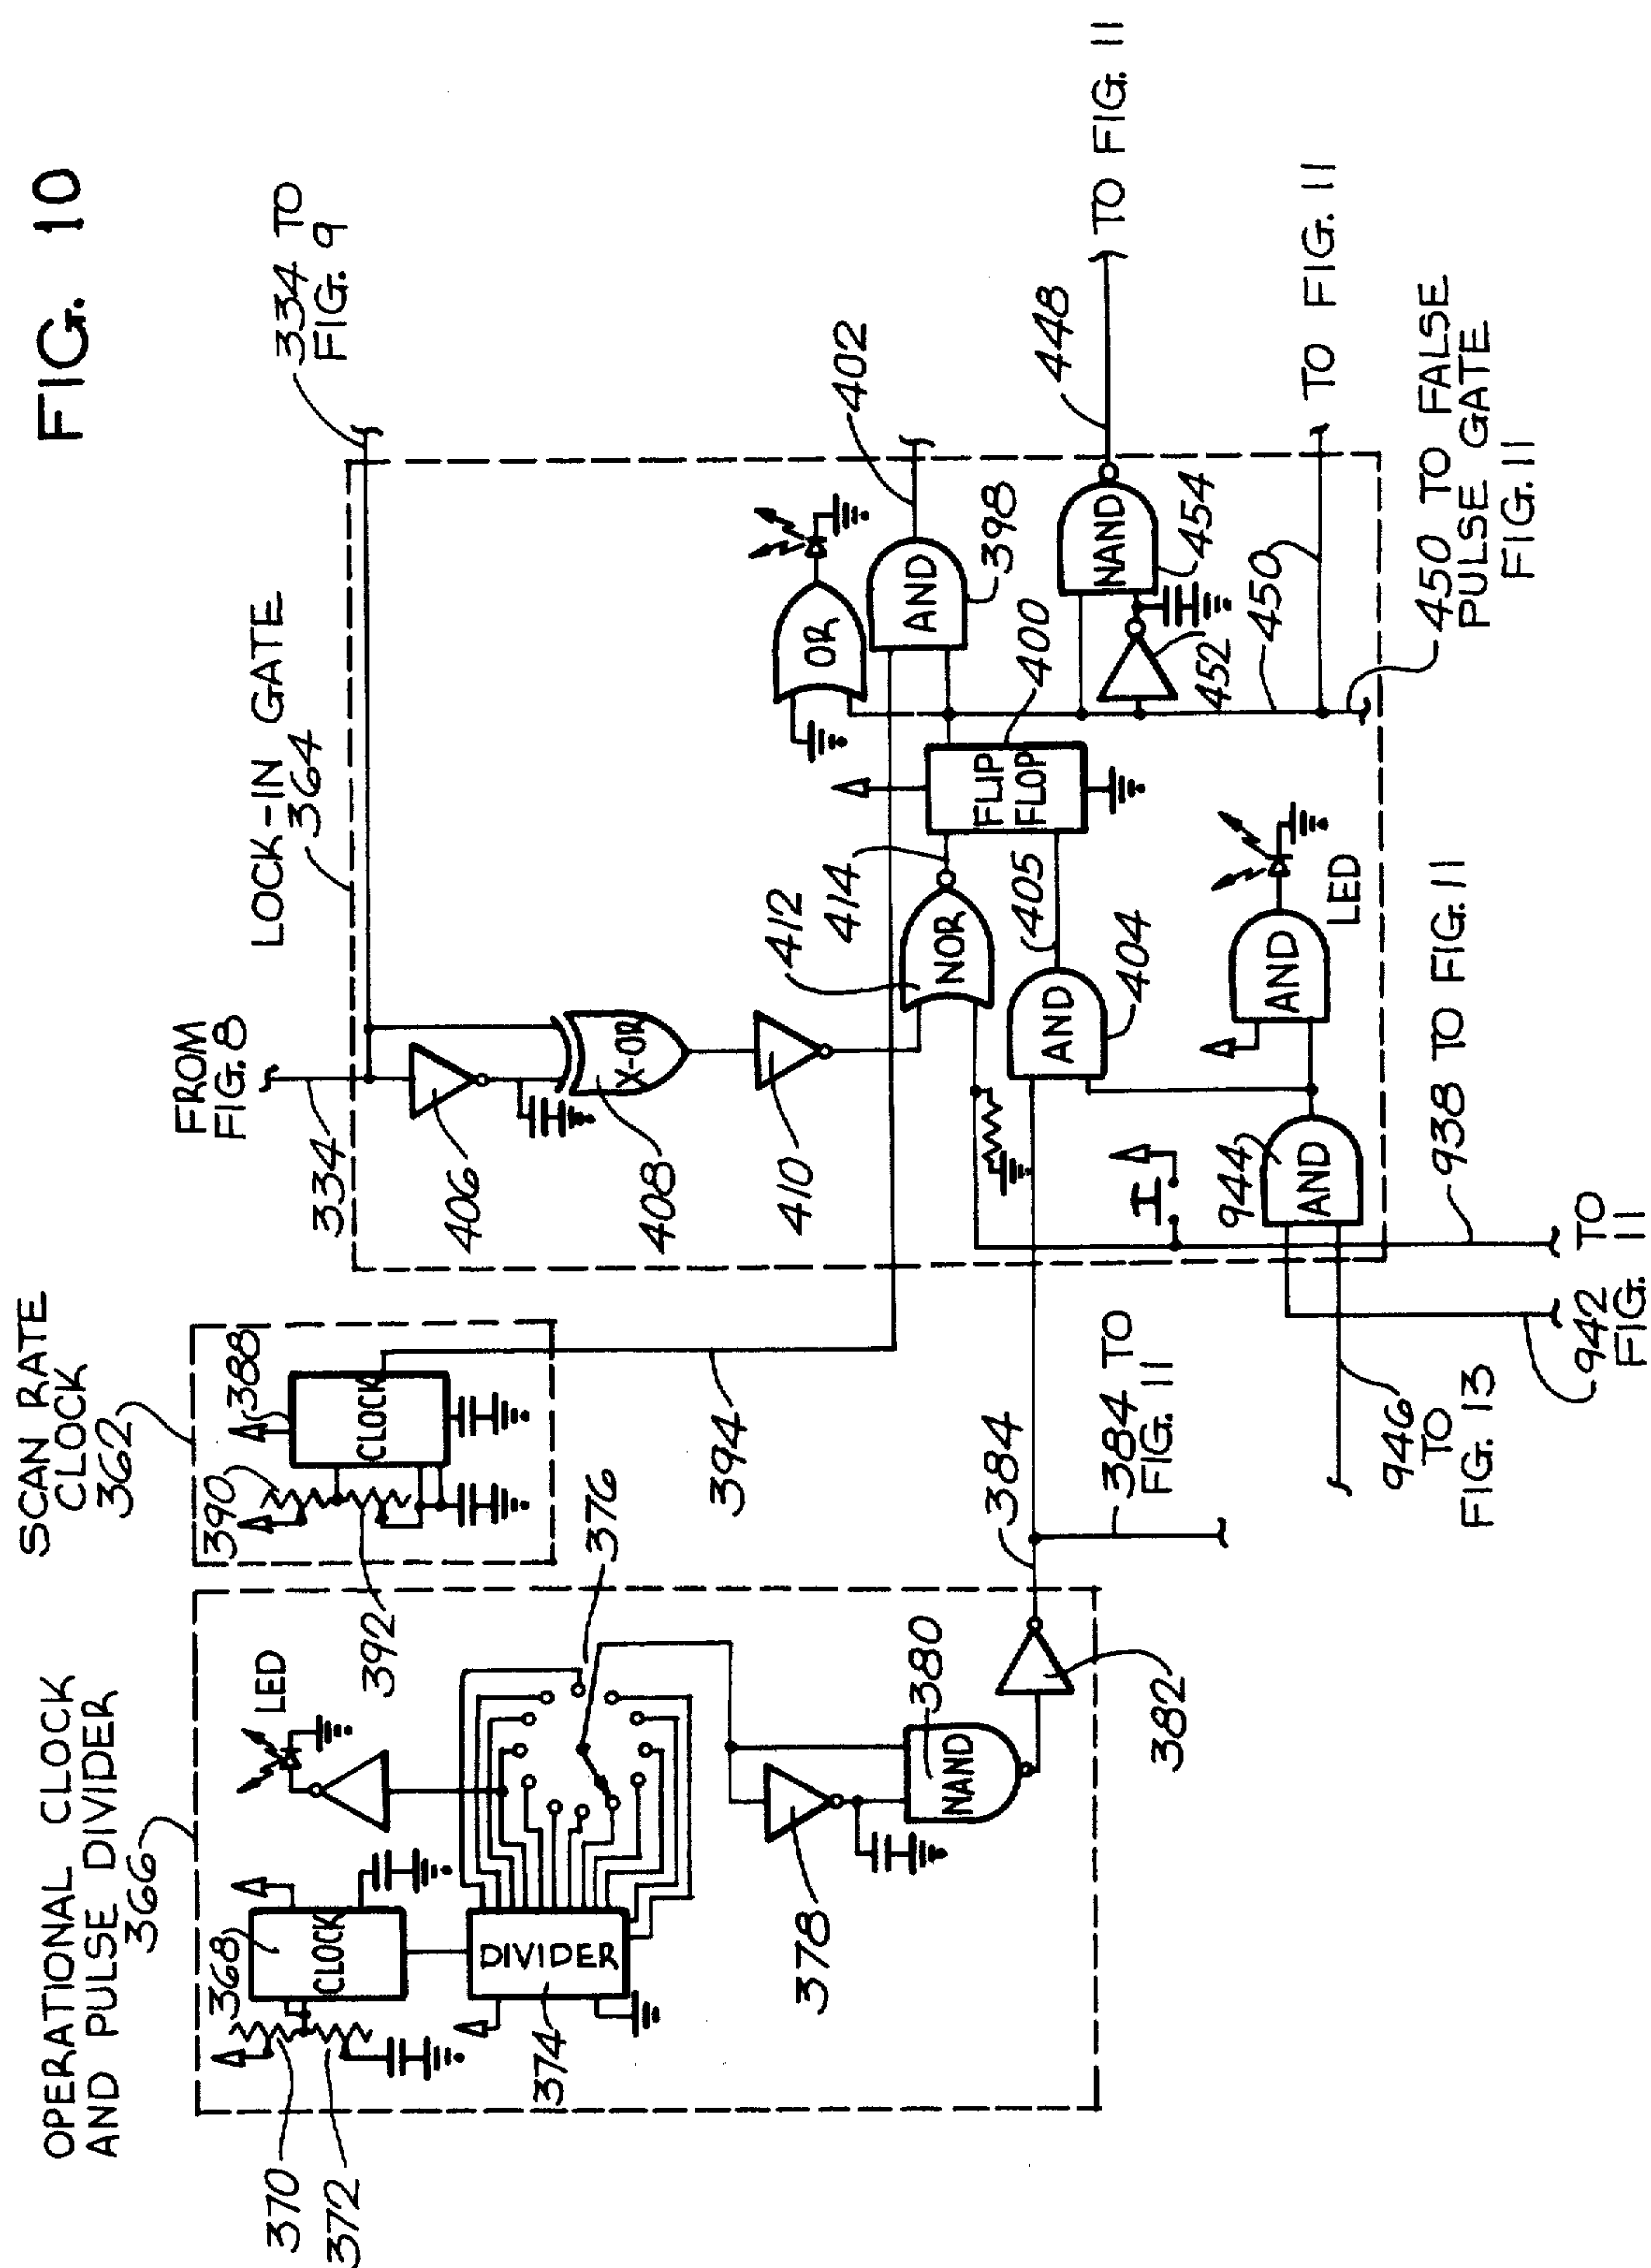 FIG. 10
OPERATIONAL CLOCK
AND PULSE DIVIDER
366
370
372
368
CLOCK
LED
DIVIDER
374
376
378
NAND
380
382
SCAN RATE
CLOCK
362
390
388
CLOCK
392
394
384
384 TO
FIG. 11
FROM
FIG. 8
334
LOCK-IN GATE
364
334 TO
FIG. 9
406
X-OR
408
410
412
NOR
414
AND
404
405
FLIP
FLOP
400
OR
AND
398
402
NAND
454
452
448
TO FIG. 11
450
TO FIG. 11
450 TO FALSE
PULSE GATE
FIG. 11
AND
LED
944
AND
938 TO FIG. 11
942 TO
FIG. 11
946
TO
FIG. 13